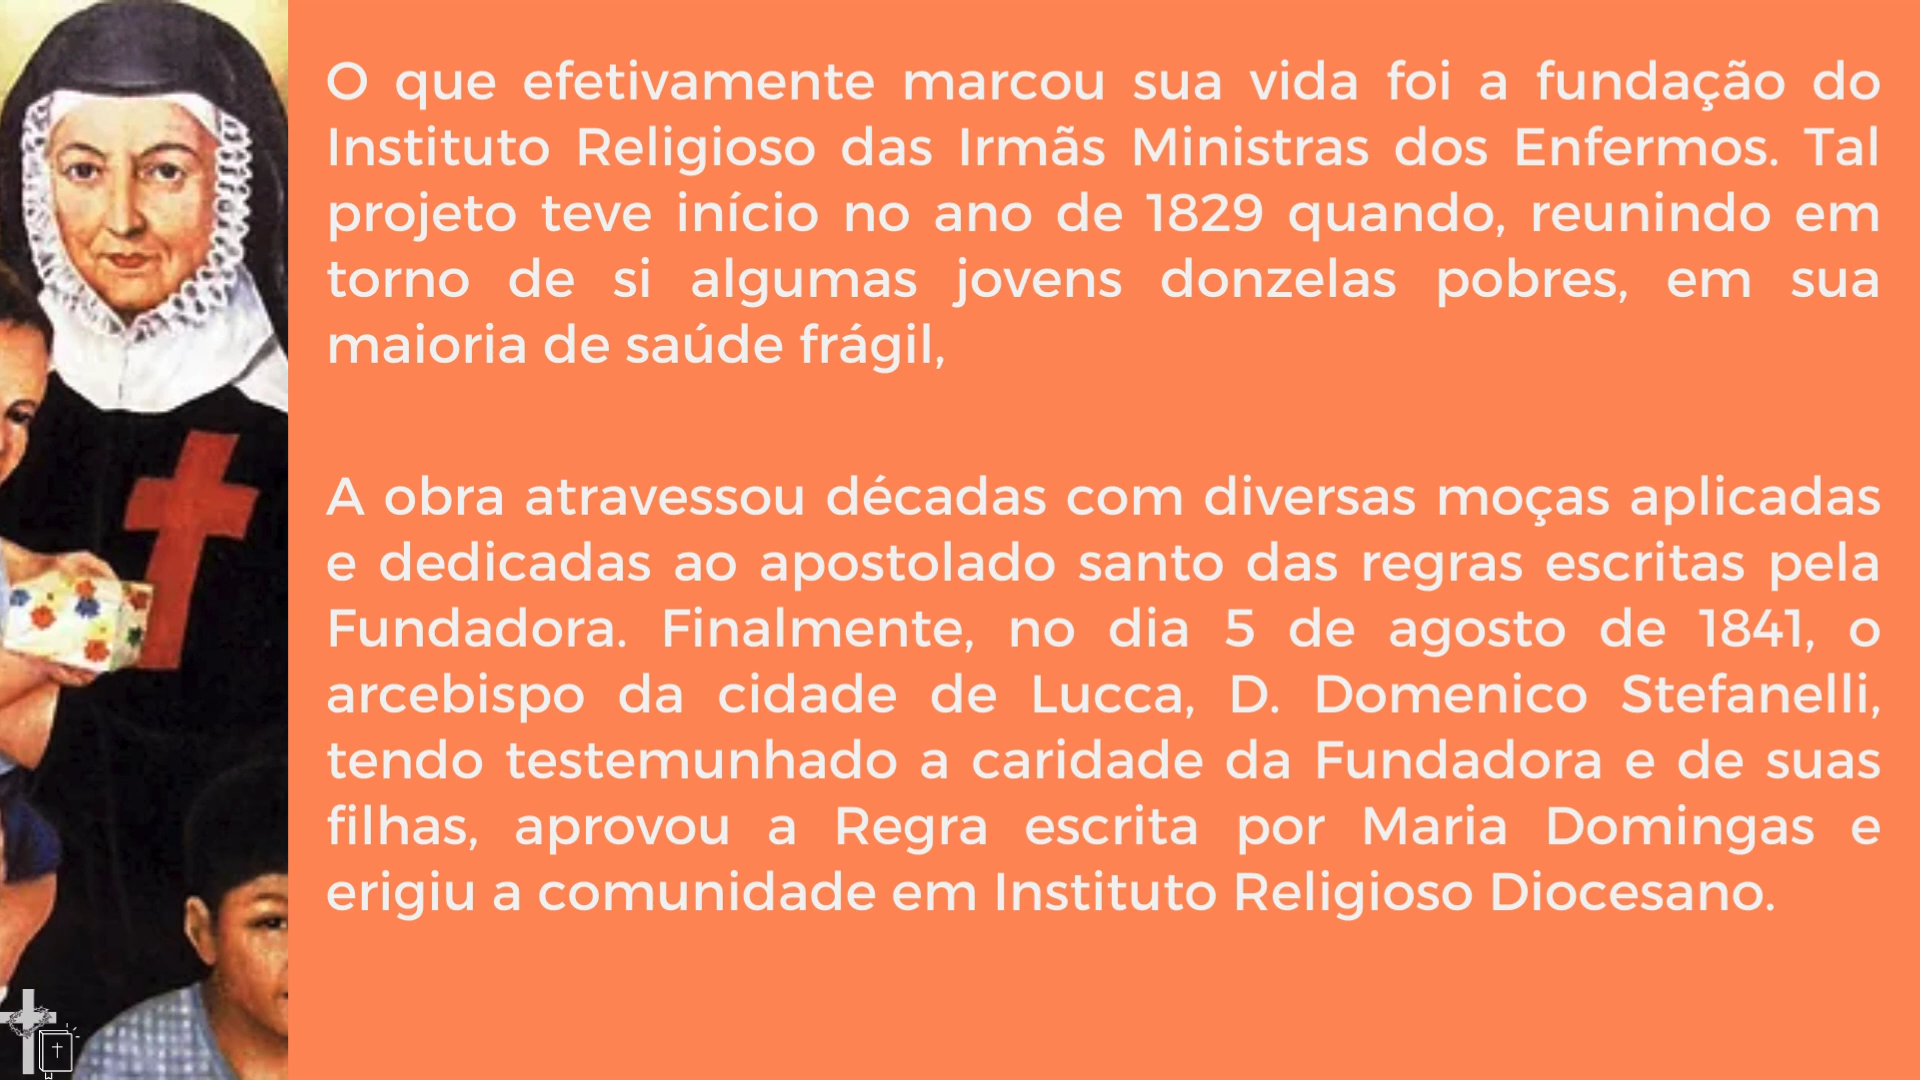 O que efetivamente marcou sua vida foi a fundação do
Instituto Religioso das Irmãs Ministras dos Enfermos. Tal
projeto teve início no ano de 1829 quando, reunindo em
torno de si algumas jovens donzelas pobres, em sua
maioria de saúde frágil,
A obra atravessou décadas com diversas moças aplicadas
e dedicadas ao apostolado santo das regras escritas pela
Fundadora. Finalmente, no dia 5 de agosto de 1841, o
arcebispo da cidade de Lucca, D. Domenico Stefanelli,
tendo testemunhado a caridade da Fundadora e de suas
filhas, aprovou a Regra escrita por Maria Domingas e
erigiu a comunidade em Instituto Religioso Diocesano.